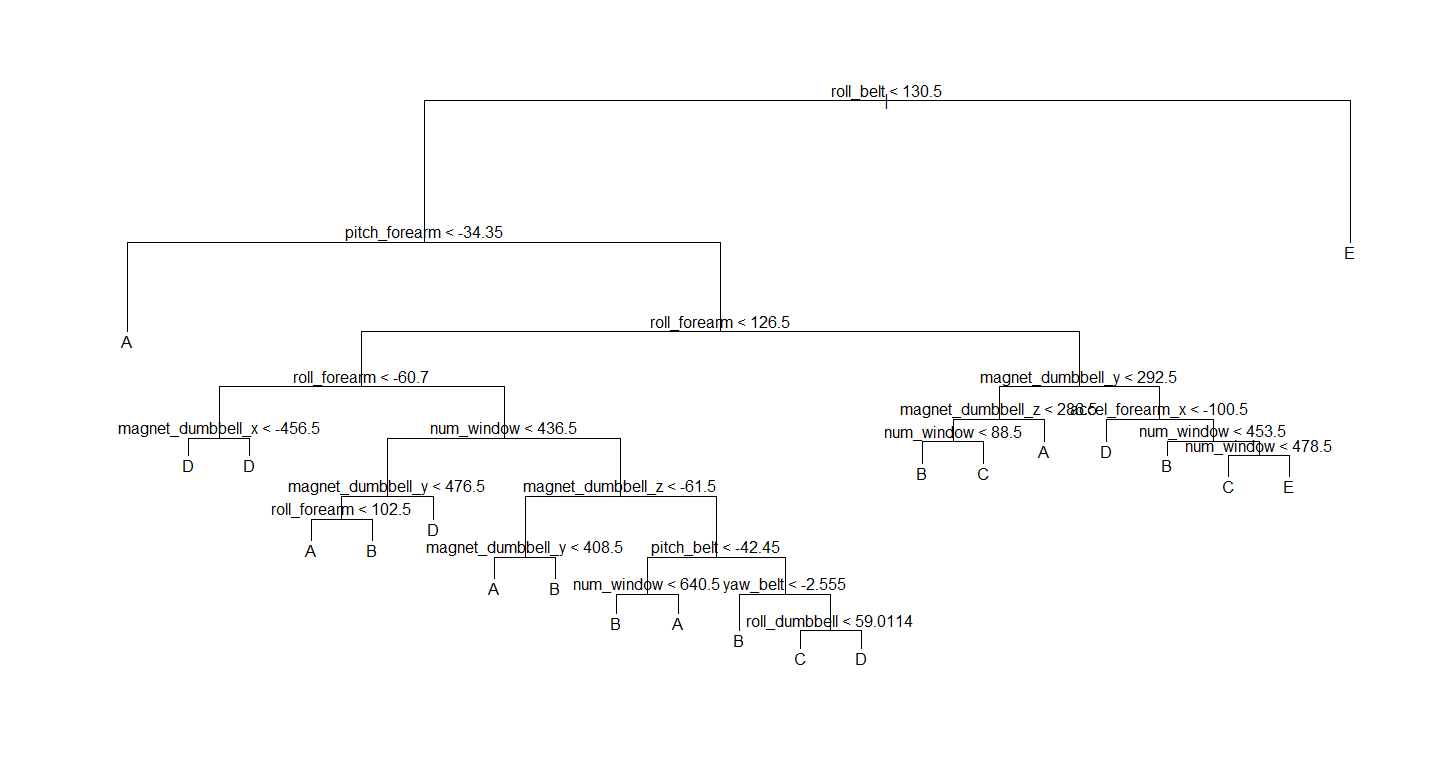 roll_belt < 130.5
pitch_forearm < -34.35
E
roll_forearm < 126.5
A
roll_forearm < -60.7
magnet_dumbbell_y < 292.5
magnet_dumbbell_z < 286.5
accel_forearm_x < -100.5
magnet_dumbbell_x < -456.5
num_window < 436.5
num_window < 88.5
num_window < 453.5
num_window < 478.5
A
D
D
D
B
B
C
magnet_dumbbell_y < 476.5
magnet_dumbbell_z < -61.5
C
E
roll_forearm < 102.5
D
A
B
magnet_dumbbell_y < 408.5
pitch_belt < -42.45
A
B
num_window < 640.5
yaw_belt < -2.555
B
A
roll_dumbbell < 59.0114
B
C
D